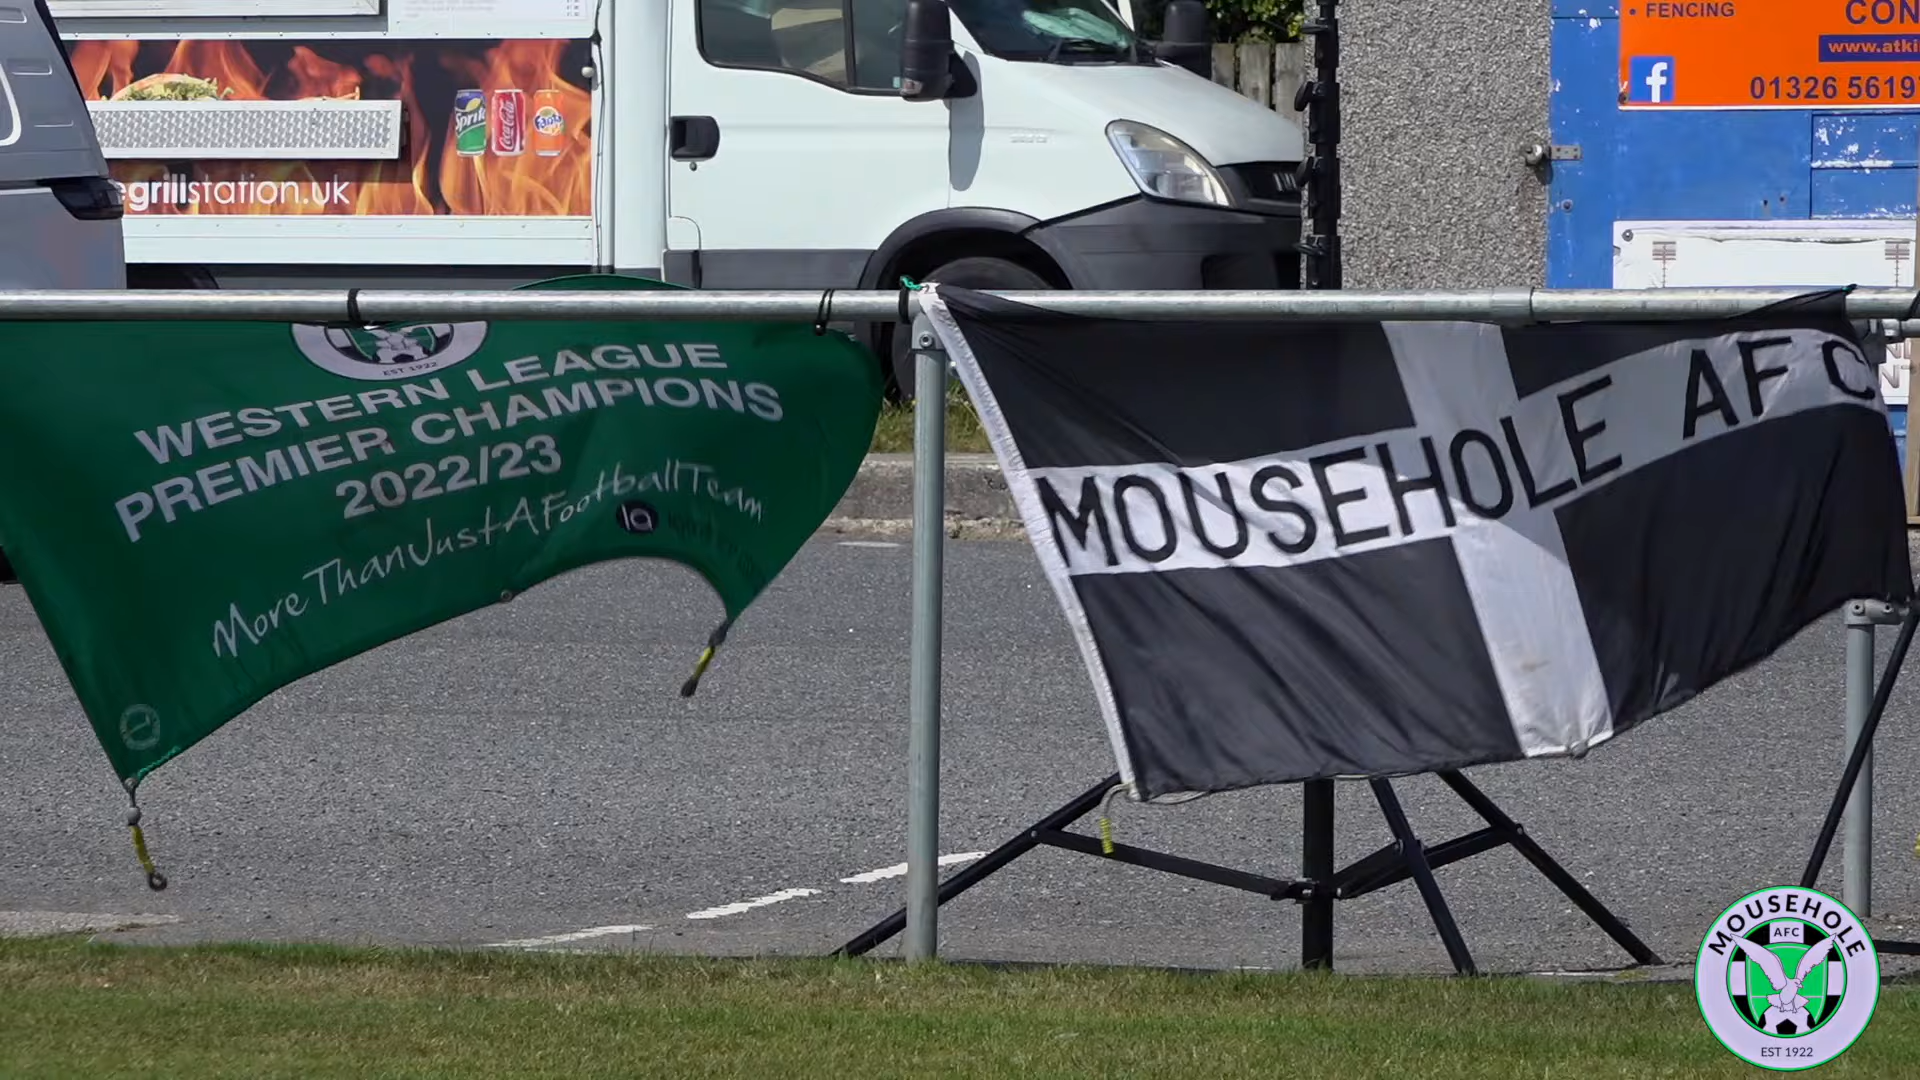 • FENCING
CON
www.atki
01326 5619
f
Sprite
Coca-Cola
Fanta
egrillstation.uk
EST 1922
WESTERN LEAGUE
PREMIER CHAMPIONS
2022/23
MoreThanJustAFootballTeam
MOUSEHOLE AFC
MOUSEHOLE
AFC
EST 1922